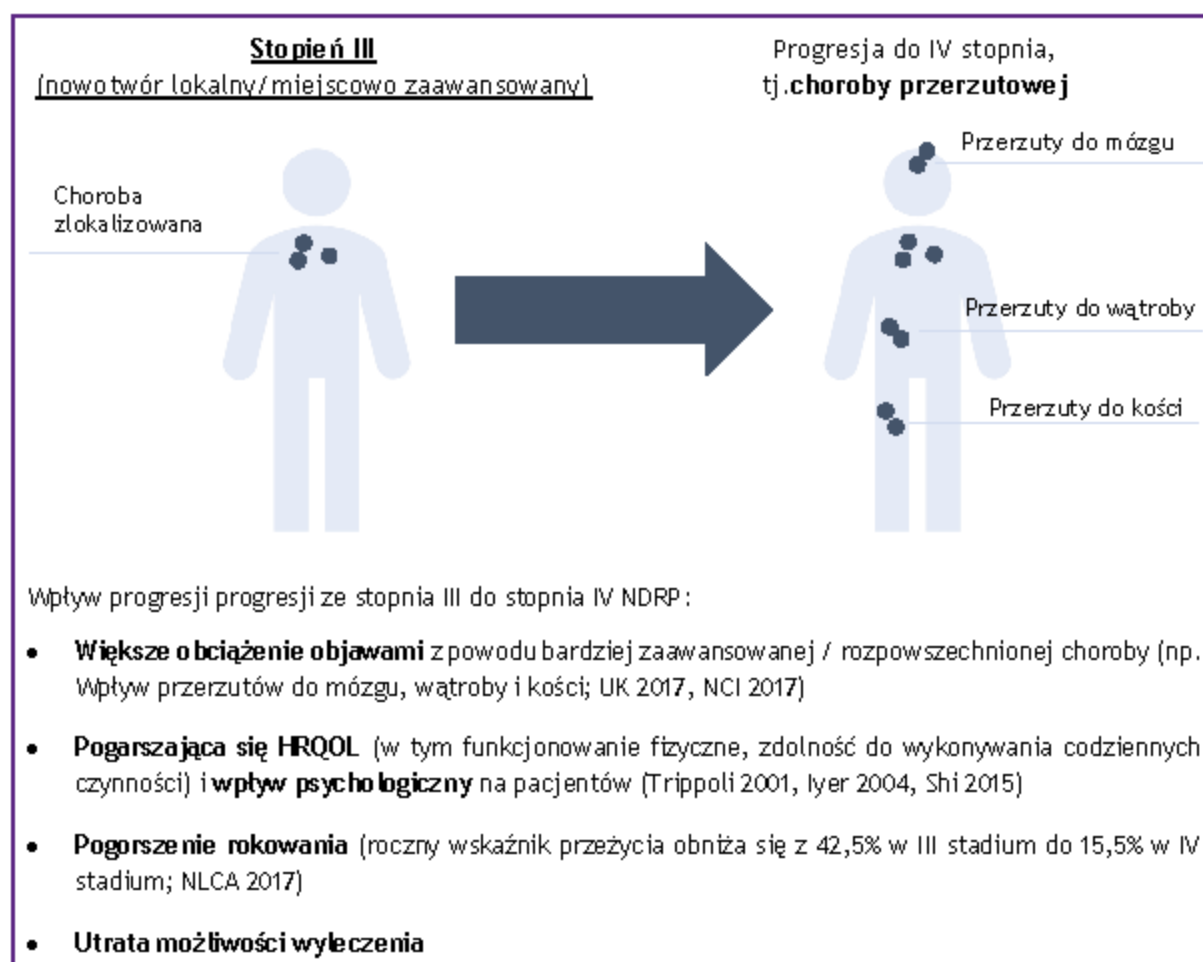 Stopień III
(nowotwór lokalny/miejscowo zaawansowany)
Progresja do IV stopnia,
tj.choroby przerzutowej
Choroba
zlokalizowana
Przerzuty do mózgu
Przerzuty do wątroby
Przerzuty do kości
Wpływ progresji progresji ze stopnia III do stopnia IV NDRP:
• Większe obciążenie objawami z powodu bardziej zaawansowanej / rozpowszechnionej choroby (np.
Wpływ przerzutów do mózgu, wątroby i kości; UK 2017, NCI 2017)
• Pogarszająca się HRQOL (w tym funkcjonowanie fizyczne, zdolność do wykonywania codziennych
czynności) i wpływ psychologiczny na pacjentów (Trippoli 2001, Iyer 2004, Shi 2015)
• Pogorszenie rokowania (roczny wskaźnik przeżycia obniża się z 42,5% w III stadium do 15,5% w IV
stadium; NLCA 2017)
• Utrata możliwości wyleczenia